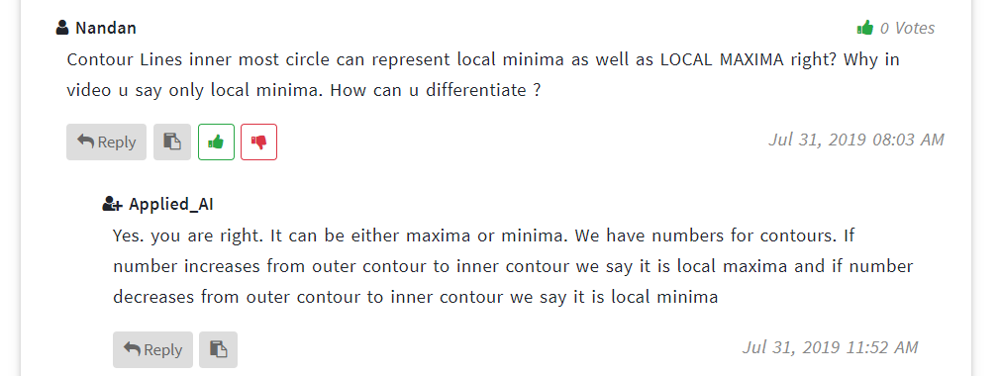 Nandan
0 Votes
Contour Lines inner most circle can represent local minima as well as LOCAL MAXIMA right? Why in
video u say only local minima. How can u differentiate ?
Reply
Jul 31, 2019 08:03 AM
Applied_AI
Yes. you are right. It can be either maxima or minima. We have numbers for contours. If
number increases from outer contour to inner contour we say it is local maxima and if number
decreases from outer contour to inner contour we say it is local minima
Reply
Jul 31, 2019 11:52 AM